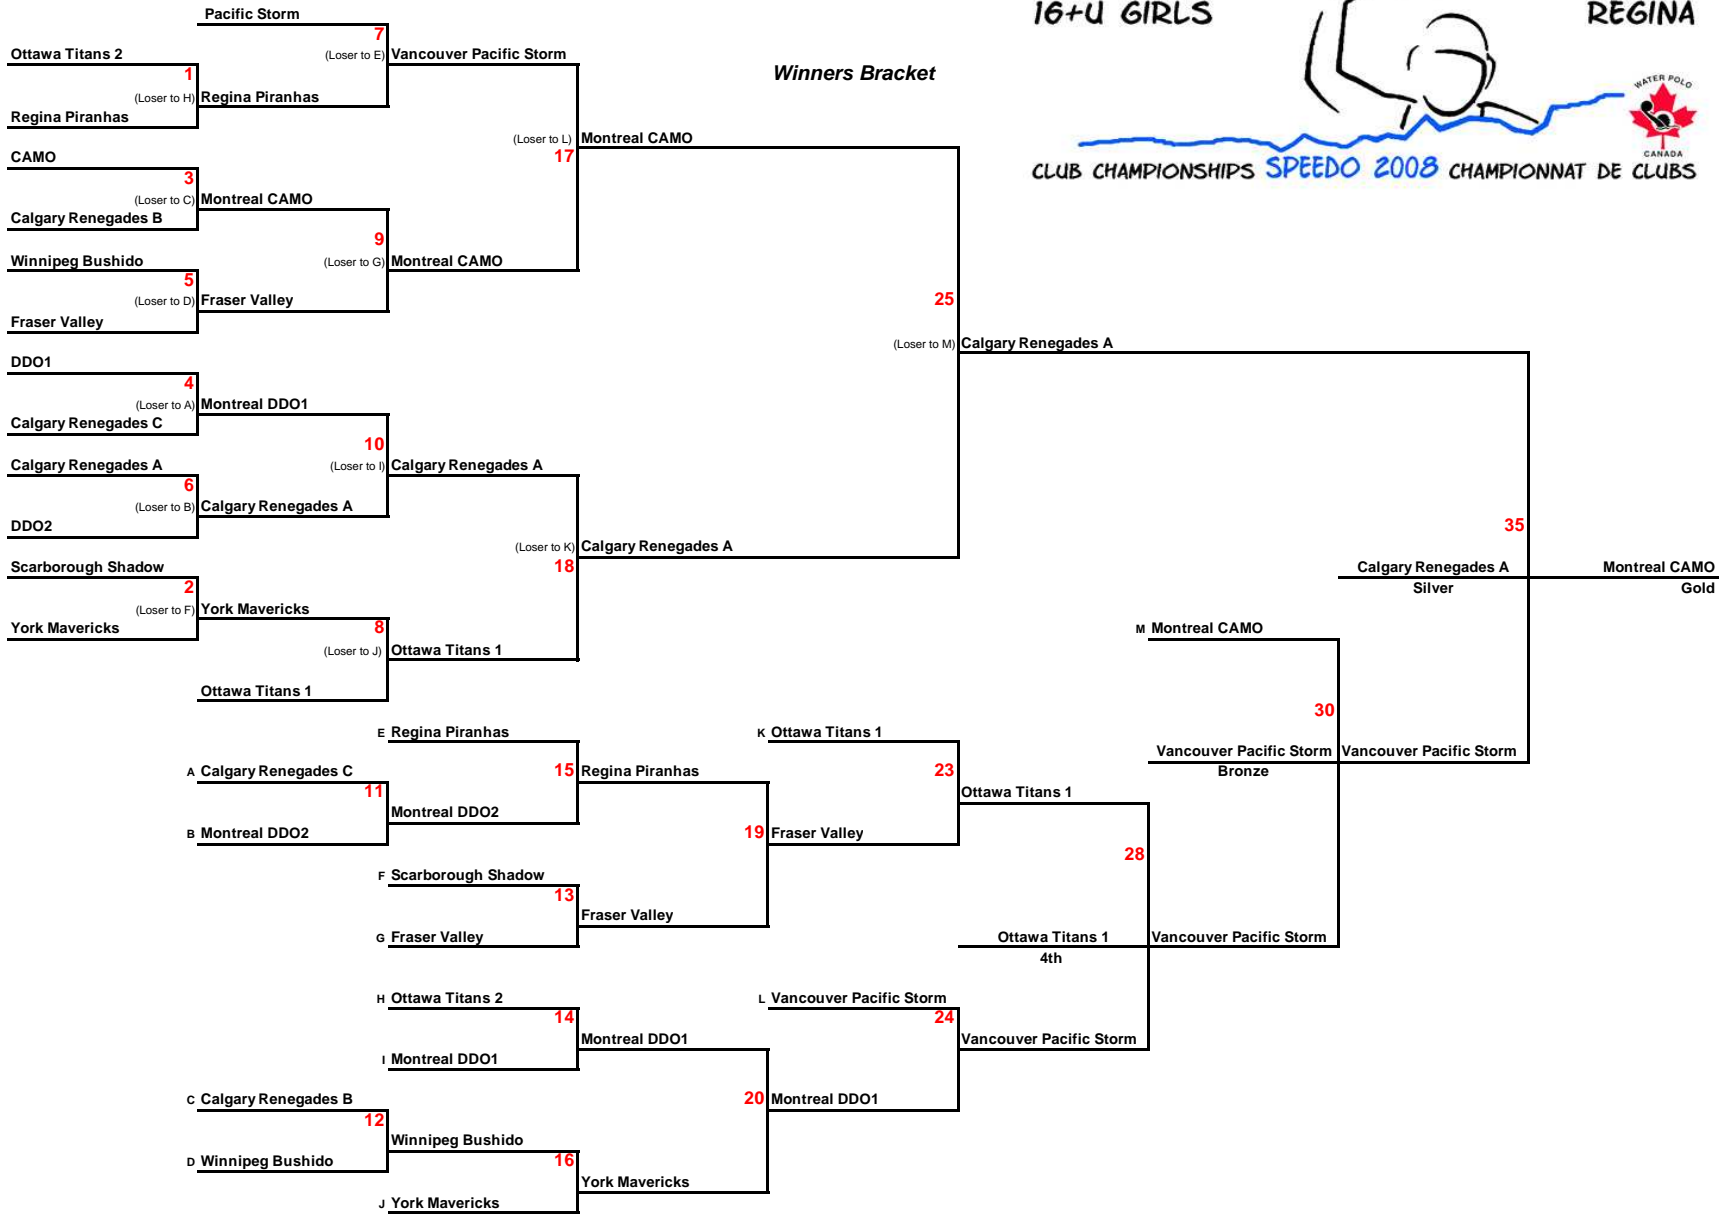 16+U GIRLS
REGINA
Pacific Storm
7
Ottawa Titans 2
(Loser to E)
Vancouver Pacific Storm
Winners Bracket
1
(Loser to H)
Regina Piranhas
Regina Piranhas
WATER POLO
CANADA
(Loser to L)
Montreal CAMO
17
CAMO
CLUB CHAMPIONSHIPS SPEEDO 2008 CHAMPIONNAT DE CLUBS
3
(Loser to C)
Montreal CAMO
Calgary Renegades B
9
Winnipeg Bushido
(Loser to G)
Montreal CAMO
5
(Loser to D)
Fraser Valley
25
Fraser Valley
(Loser to M)
Calgary Renegades A
DDO1
4
(Loser to A)
Montreal DDO1
Calgary Renegades C
10
Calgary Renegades A
(Loser to I)
Calgary Renegades A
6
(Loser to B)
Calgary Renegades A
DDO2
35
(Loser to K)
Calgary Renegades A
18
Scarborough Shadow
Calgary Renegades A
Silver
Montreal CAMO
Gold
2
(Loser to F)
York Mavericks
York Mavericks
8
M Montreal CAMO
(Loser to J)
Ottawa Titans 1
Ottawa Titans 1
30
E Regina Piranhas
K Ottawa Titans 1
Vancouver Pacific Storm
Bronze
Vancouver Pacific Storm
A Calgary Renegades C
15
Regina Piranhas
23
11
Ottawa Titans 1
Montreal DDO2
B Montreal DDO2
19
Fraser Valley
28
F Scarborough Shadow
13
Fraser Valley
G Fraser Valley
Ottawa Titans 1
4th
Vancouver Pacific Storm
H Ottawa Titans 2
L Vancouver Pacific Storm
14
24
Montreal DDO1
Vancouver Pacific Storm
I Montreal DDO1
C Calgary Renegades B
20
Montreal DDO1
12
Winnipeg Bushido
D Winnipeg Bushido
16
York Mavericks
J York Mavericks